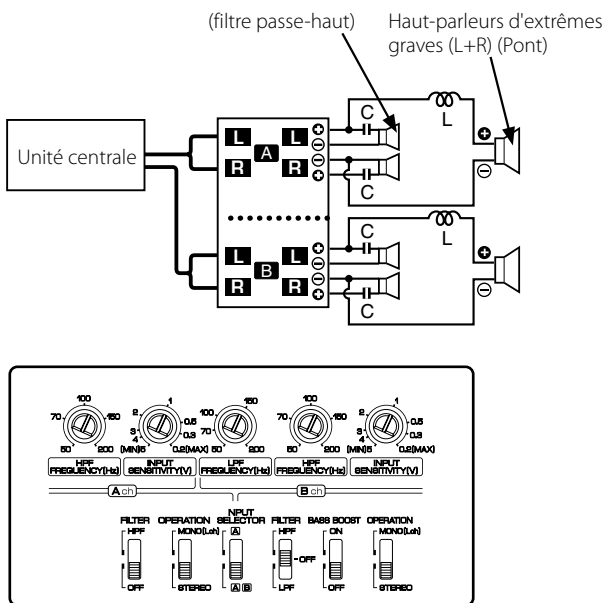 (filtre passe-haut)
Haut-parleurs d'extrêmes
graves (L+R) (Pont)
Unité centrale
L L
A
R R
C
L
C
L L
B
R R
C
L
C
100
70 150
50 200
HPF
FREQUENCY(Hz)
1
2
3
4
0.5
0.3
(MIN)5 0.2(MAX)
INPUT
SENSITIVITY(V)
150
100
70
50 200
LPF
FREQUENCY(Hz)
100
70 150
50 200
HPF
FREQUENCY(Hz)
1
2
3
4
0.5
0.3
(MIN)5 0.2(MAX)
INPUT
SENSITIVITY(V)
A ch
B ch
FILTER
HPF
OFF
OPERATION
MONO(Lch)
STEREO
NPUT
SELECTOR
A
A B
FILTER
HPF
OFF
LPF
BASS BOOST
ON
OFF
OPERATION
MONO(Lch)
STEREO